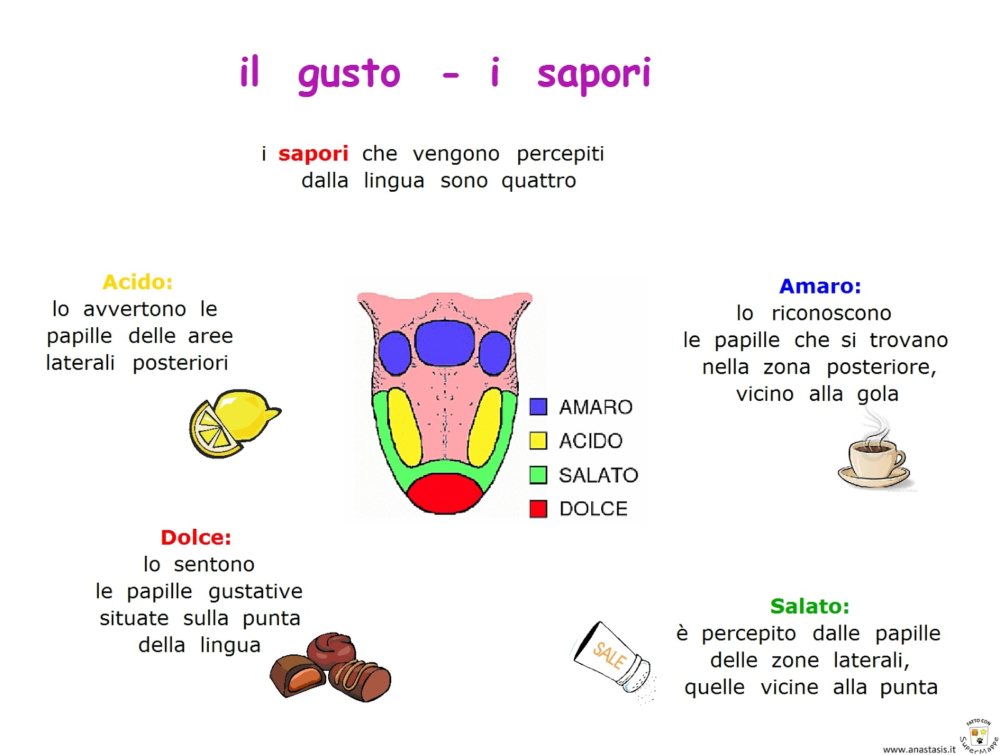 il gusto - i sapori
i sapori che vengono percepiti
dalla lingua sono quattro
Acido:
lo avvertono le
papille delle aree
laterali posteriori
Amaro:
lo riconoscono
le papille che si trovano
nella zona posteriore,
vicino alla gola
AMARO
ACIDO
SALATO
DOLCE
Dolce:
lo sentono
le papille gustative
situate sulla punta
della lingua
SALE
Salato:
è percepito dalle papille
delle zone laterali,
quelle vicine alla punta
www.anastasis.it
FATTO CON
SUPERMAPPE